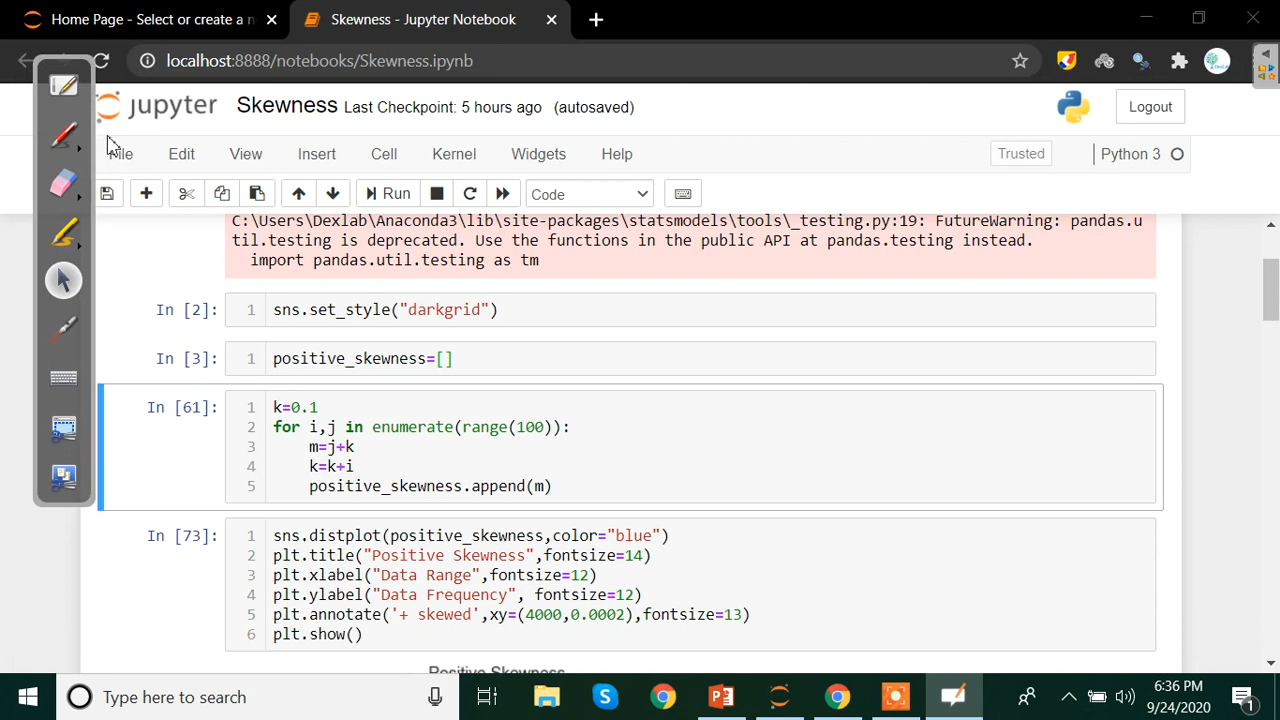 Home Page - Select or create a n
Skewness - Jupyter Notebook
localhost:8888/notebooks/Skewness.ipynb
jupyter Skewness Last Checkpoint: 5 hours ago (autosaved)
Logout
File Edit View Insert Cell Kernel Widgets Help
Trusted
Python 3
Run
Code
C:\Users\Dexlab\Anaconda3\lib\site-packages\statsmodels\tools\_testing.py:19: FutureWarning: pandas.u
til.testing is deprecated. Use the functions in the public API at pandas.testing instead.
import pandas.util.testing as tm
In [2]:
1 sns.set_style("darkgrid")
In [3]:
1 positive_skewness=[]
In [61]:
1 k=0.1
2 for i,j in enumerate(range(100)):
3 m=j+k
4 k=k+i
5 positive_skewness.append(m)
In [73]:
1 sns.distplot(positive_skewness,color="blue")
2 plt.title("Positive Skewness",fontsize=14)
3 plt.xlabel("Data Range",fontsize=12)
4 plt.ylabel("Data Frequency", fontsize=12)
5 plt.annotate('+ skewed',xy=(4000,0.0002),fontsize=13)
6 plt.show()
Positive Skewness
Type here to search
6:36 PM
9/24/2020
1